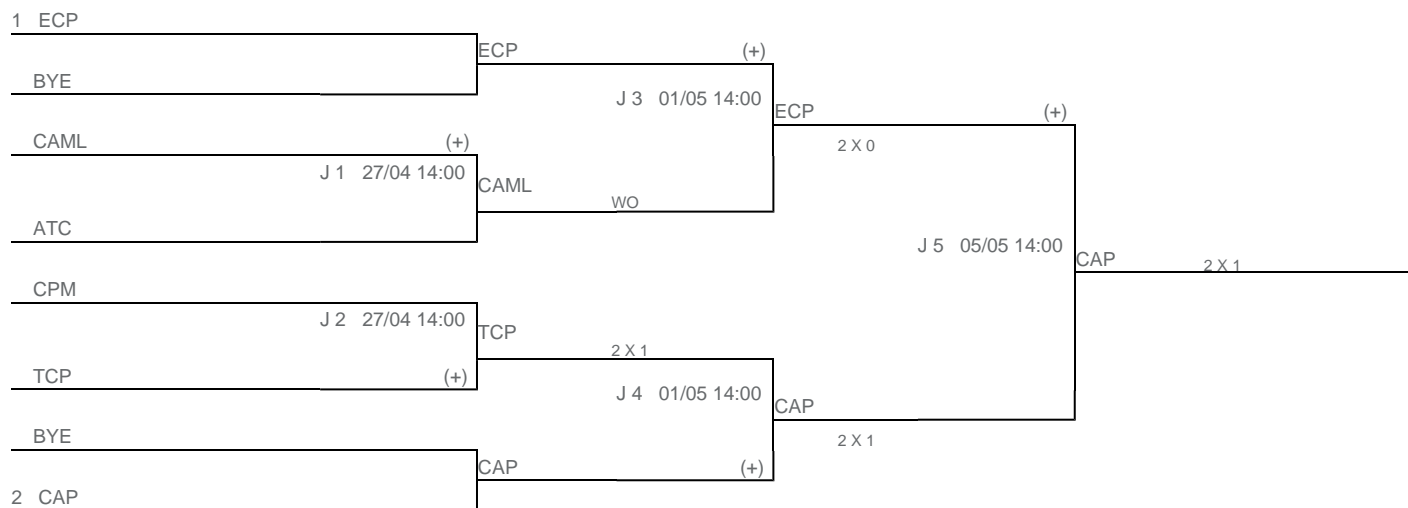 1 ECP
ECP (+)
BYE
J 3 01/05 14:00
ECP (+)
CAML (+)
2 X 0
J 1 27/04 14:00
CAML
WO
ATC
J 5 05/05 14:00
CAP 2 X 1
CPM
J 2 27/04 14:00
TCP
2 X 1
TCP (+)
J 4 01/05 14:00
CAP
BYE
2 X 1
CAP (+)
2 CAP